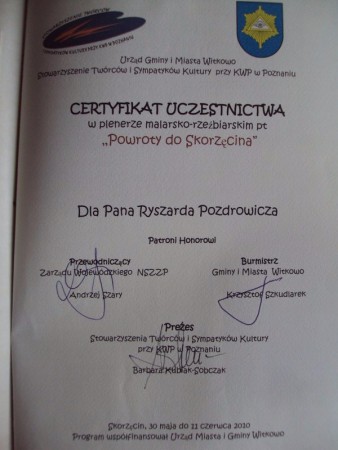 Urząd Gminy i Miasta Witkowo
Stowarzyszenie Twórców i Sympatyków Kultury przy KWP w Poznaniu
CERTYFIKAT UCZESTNICTWA
w plenerze malarsko-rzeźbiarskim pt
„Powroty do Skorzęcina”
Dla Pana Ryszarda Pozdrowicza
Patroni Honorowi
Przewodniczący
Zarządu Wojewódzkiego NSZZP
Andrzej Szary
Burmistrz
Gminy i Miasta Witkowo
Krzysztof Szkudlarek
Prezes
Stowarzyszenia Twórców i Sympatyków Kultury
przy KWP w Poznaniu
Barbara Kubiak-Sobczak
Skorzęcin, 30 maja do 11 czerwca 2010
Program współfinansował Urząd Miasta i Gminy Witkowo